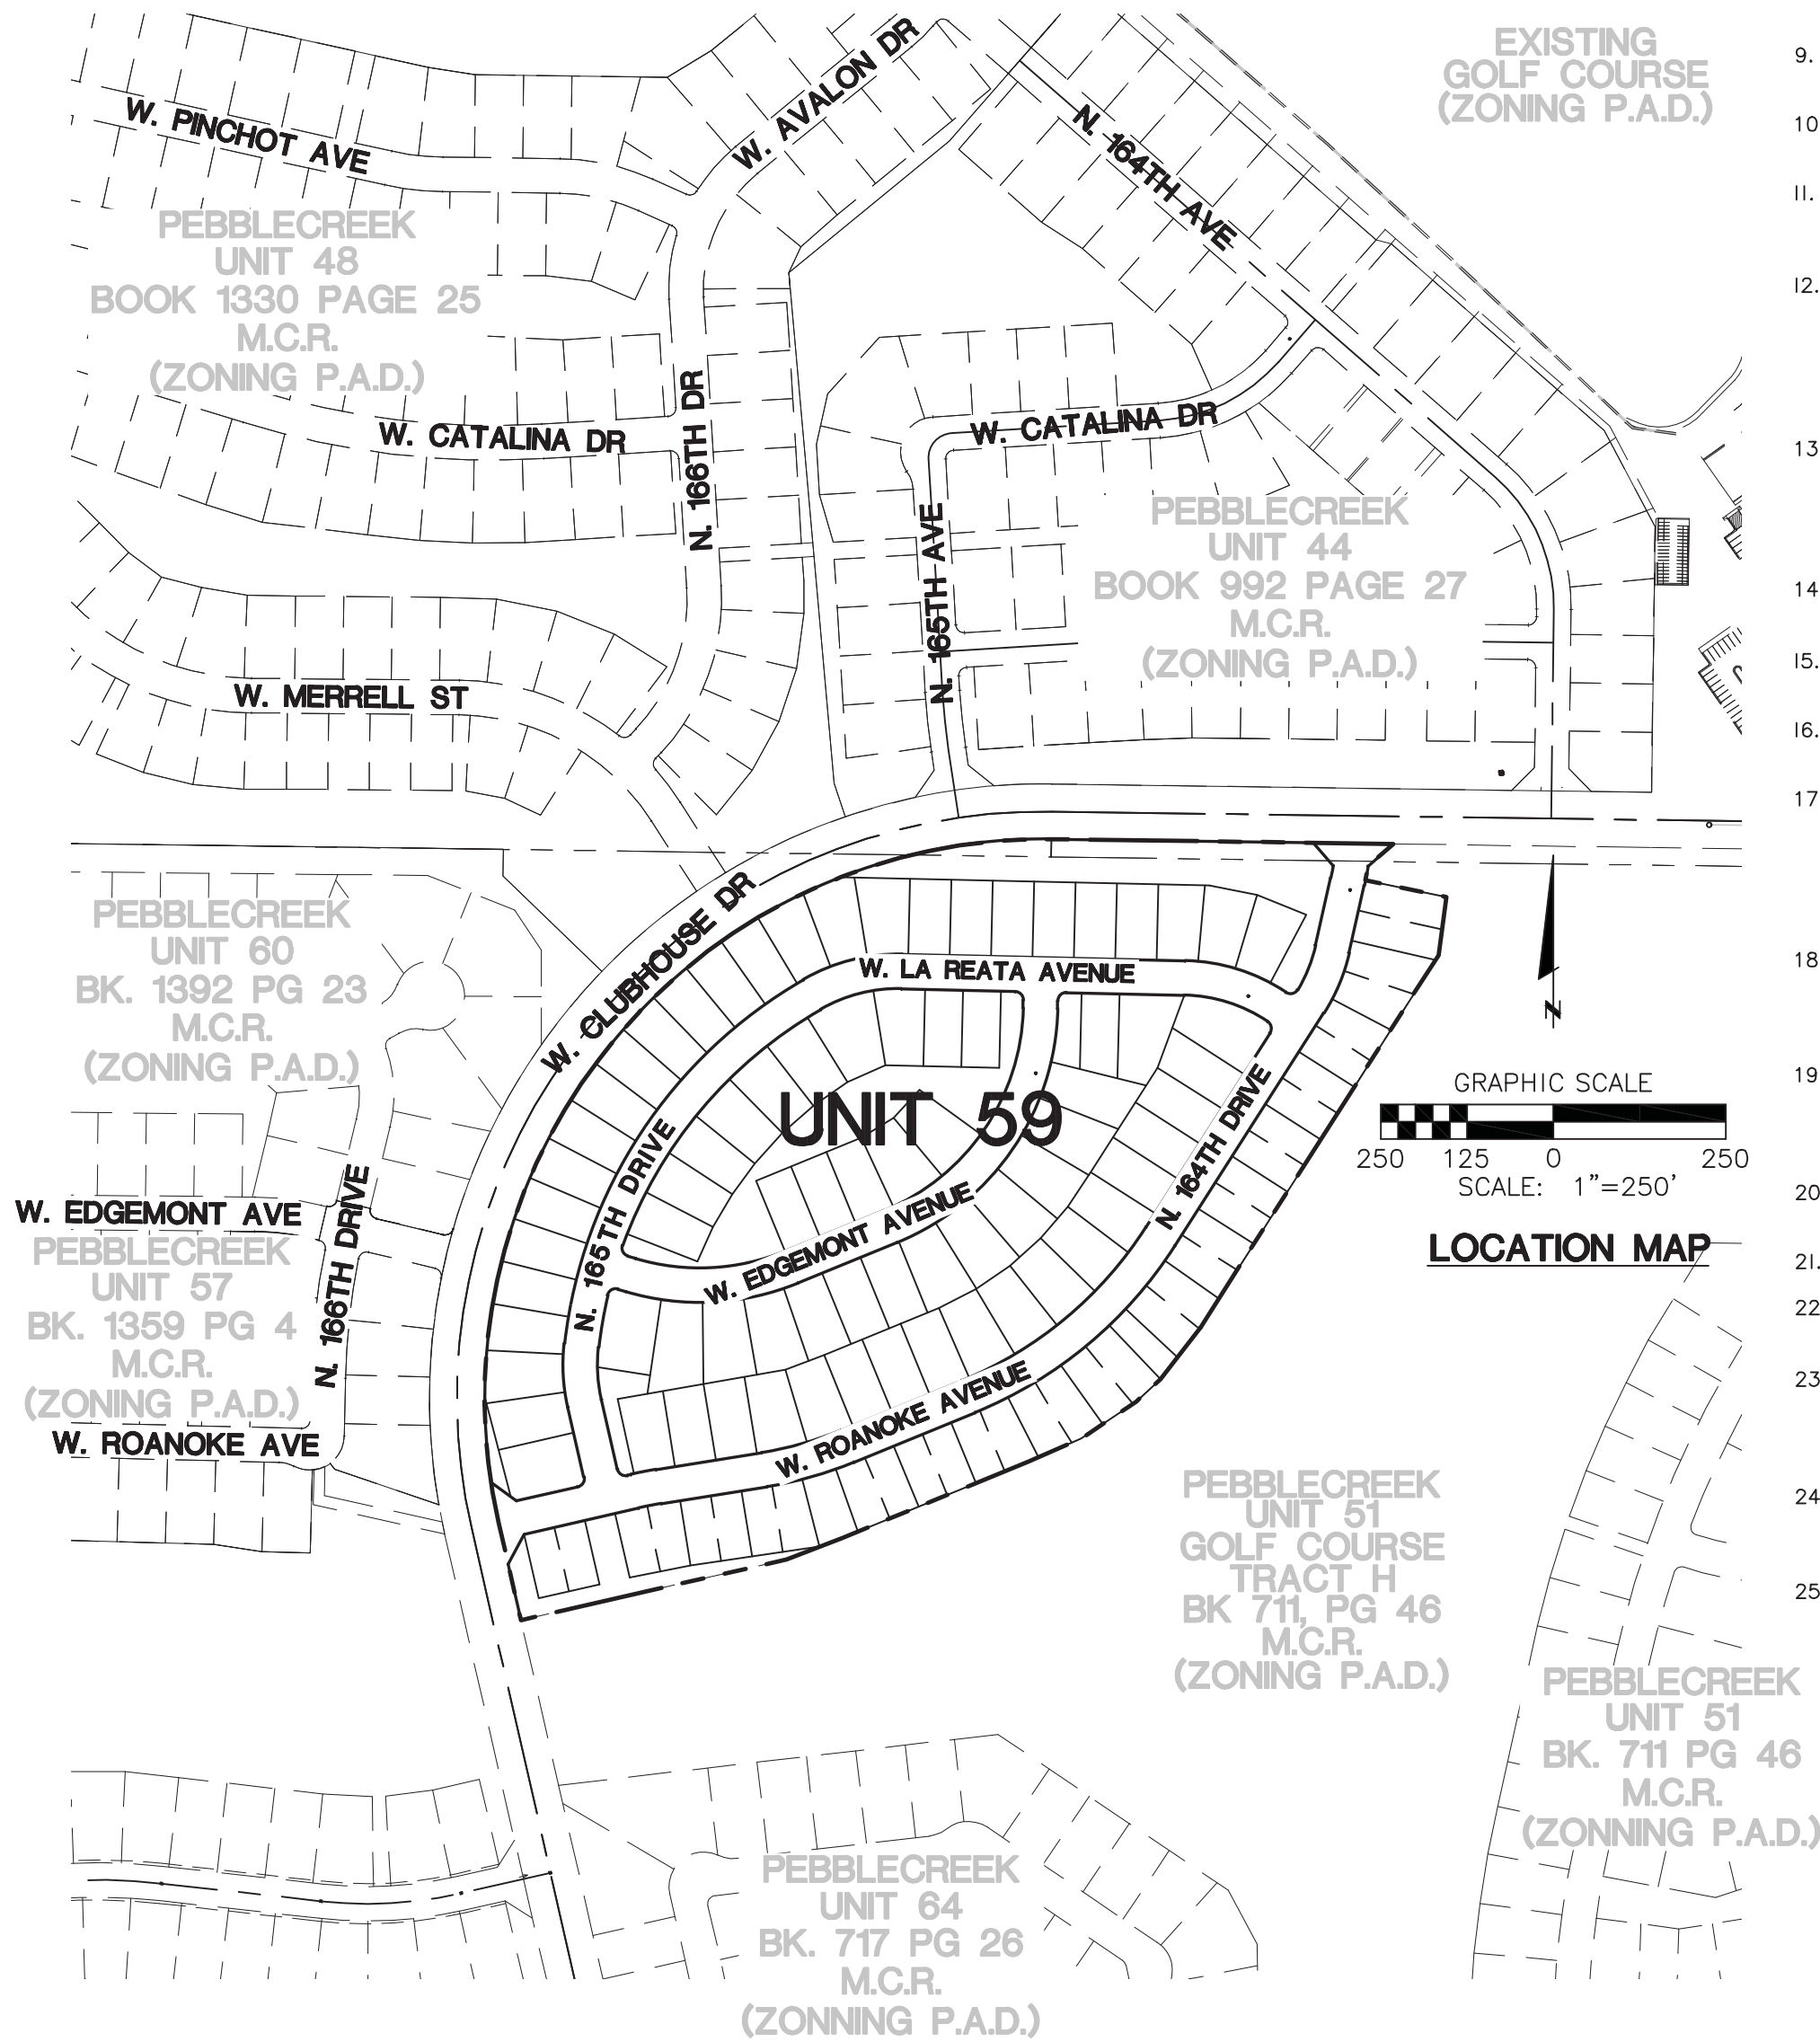 EXISTING
GOLF COURSE
(ZONING P.A.D.)
W. PINCHOT AVE
W. AVALON DR
N. 164TH AVE
PEBBLECREEK
UNIT 48
BOOK 1330 PAGE 25
M.C.R.
(ZONING P.A.D.)
W. CATALINA DR
N. 166TH DR
W. CATALINA DR
N. 165TH AVE
PEBBLECREEK
UNIT 44
BOOK 992 PAGE 27
M.C.R.
(ZONING P.A.D.)
W. MERRELL ST
PEBBLECREEK
UNIT 60
BK. 1392 PG 23
M.C.R.
(ZONING P.A.D.)
W. CLUBHOUSE DR
W. LA REATA AVENUE
UNIT 59
N. 165TH DRIVE
N. 164TH DRIVE
W. EDGEMONT AVENUE
W. ROANOKE AVENUE
N
GRAPHIC SCALE
250 125 0 250
SCALE: 1"=250'
LOCATION MAP
W. EDGEMONT AVE
N. 166TH DRIVE
PEBBLECREEK
UNIT 57
BK. 1359 PG 4
M.C.R.
(ZONING P.A.D.)
W. ROANOKE AVE
PEBBLECREEK
UNIT 51
GOLF COURSE
TRACT H
BK 711, PG 46
M.C.R.
(ZONING P.A.D.)
PEBBLECREEK
UNIT 51
BK. 711 PG 46
M.C.R.
(ZONNING P.A.D.)
PEBBLECREEK
UNIT 64
BK. 717 PG 26
M.C.R.
(ZONNING P.A.D.)
9.
10
11.
12.
13
14
15.
16.
17
18
19
20
21.
22
23
24
25